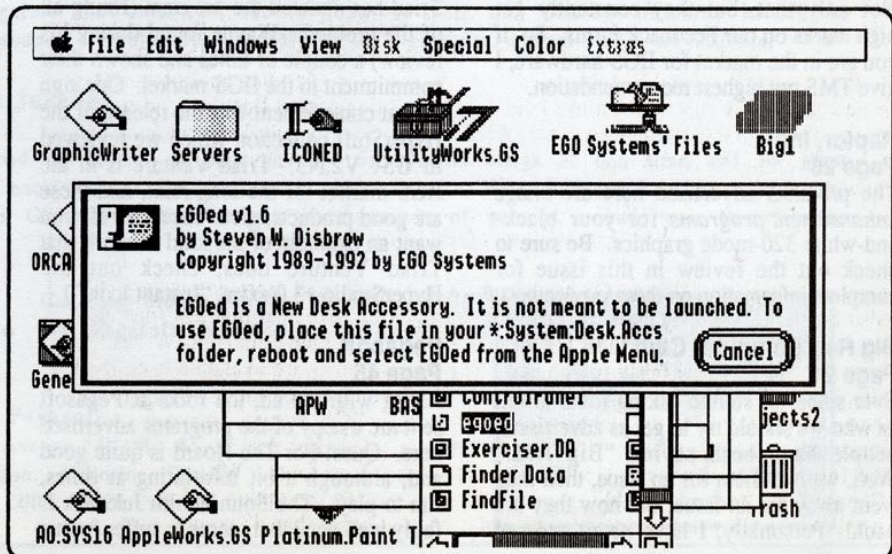 File Edit Windows View Disk Special Color Extras
GraphicWriter Servers IICONED UtilityWorks.GS EGO Systems' Files Big1
EGOed v1.6
by Steven W. Disbrow
Copyright 1989-1992 by EGO Systems
ORCA
EGOed is a New Desk Accessory. It is not meant to be launched. To
use EGOed, place this file in your *:System:Desk.Accs
folder, reboot and select EGOed from the Apple Menu.
Cancel
Gene
APW BAS ControlPanel
egoed jects2
Exerciser.DA
Finder.Data
FindFile Trash
AO.SYS16 AppleWorks.GS Platinum.Paint T